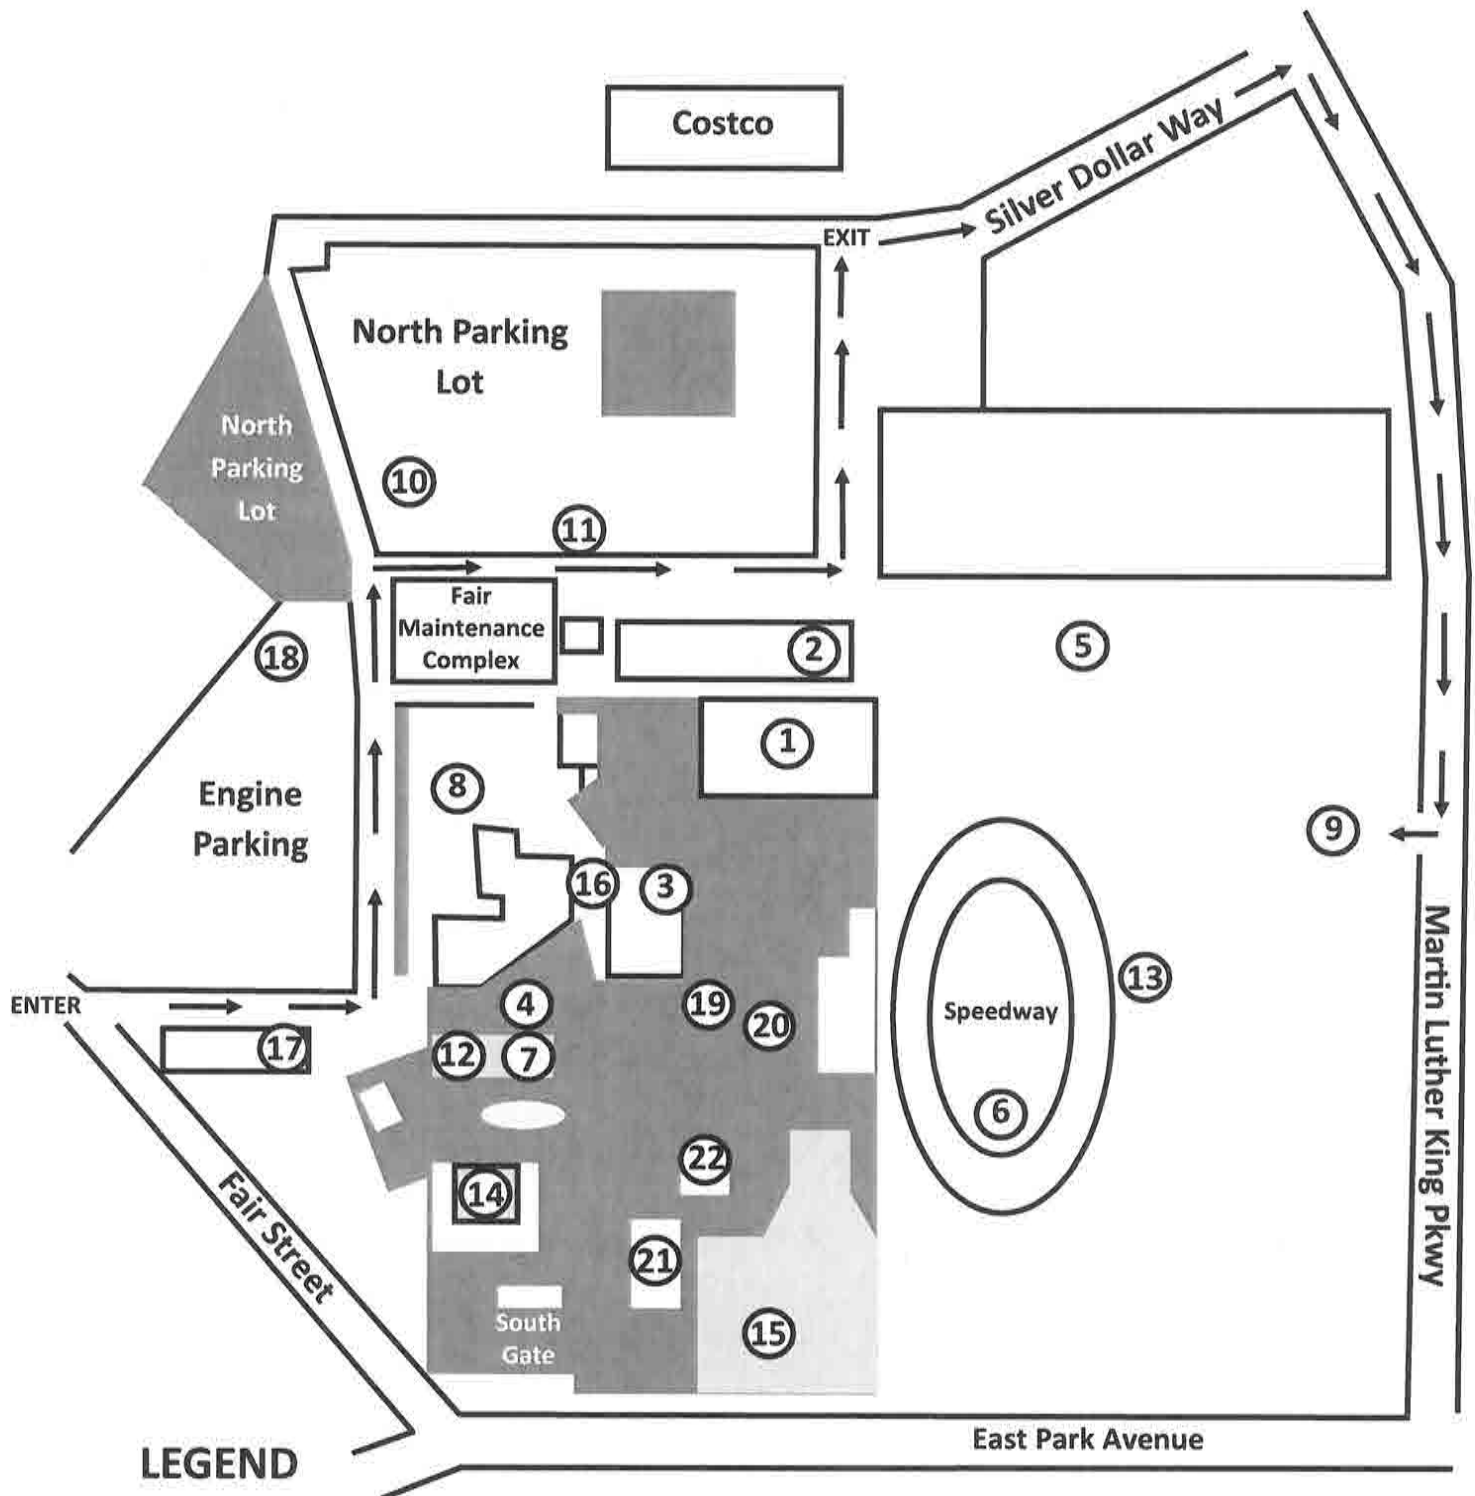 Costco
Silver Dollar Way
EXIT
North Parking
Lot
North
Parking
Lot
10
11
Fair
Maintenance
Complex
2
5
18
1
8
Engine
Parking
9
16
3
Martin Luther King Pkwy
13
4
19
20
ENTER
Speedway
17
12
7
6
22
14
Fair Street
21
South
Gate
15
East Park Avenue
LEGEND